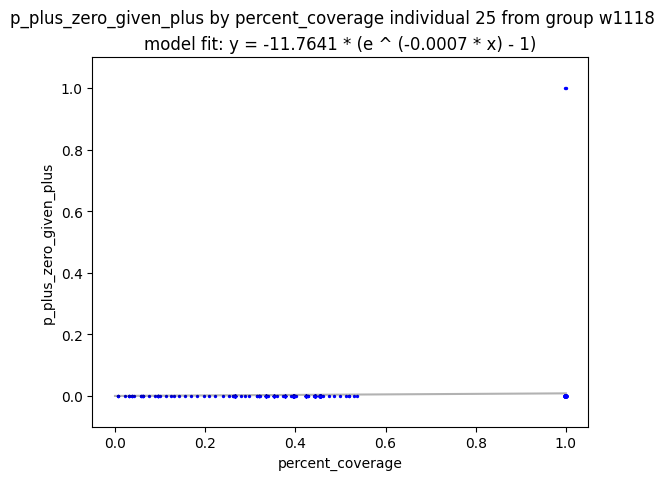 p_plus_zero_given_plus by percent_coverage individual 25 from group w1118
model fit: y = -11.7641 * (e ^ (-0.0007 * x) - 1)
p_plus_zero_given_plus
1.0
0.8
0.6
0.4
0.2
0.0
0.0 0.2 0.4 0.6 0.8 1.0
percent_coverage